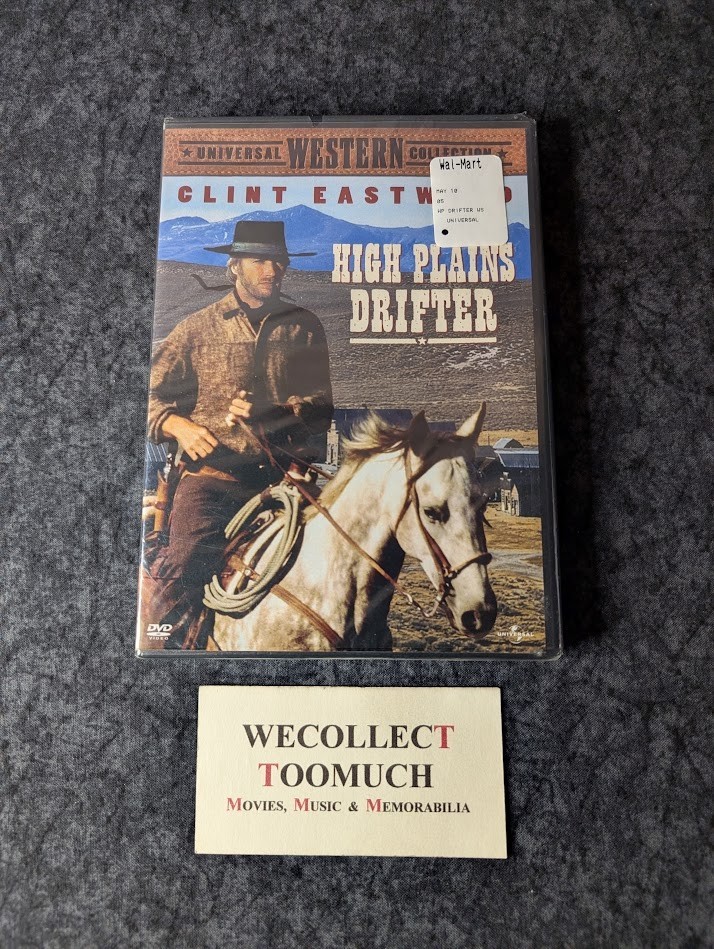 UNIVERSAL WESTERN COLLECTION
Wal-Mart
MAY 10
05
HP DRIFTER WS
UNIVERSAL
CLINT EASTW D
HIGH PLAINS
DRIFTER
DVD
VIDEO
UNIVERSAL
WECOLLECT
TOOMUCH
MOVIES, MUSIC & MEMORABILIA